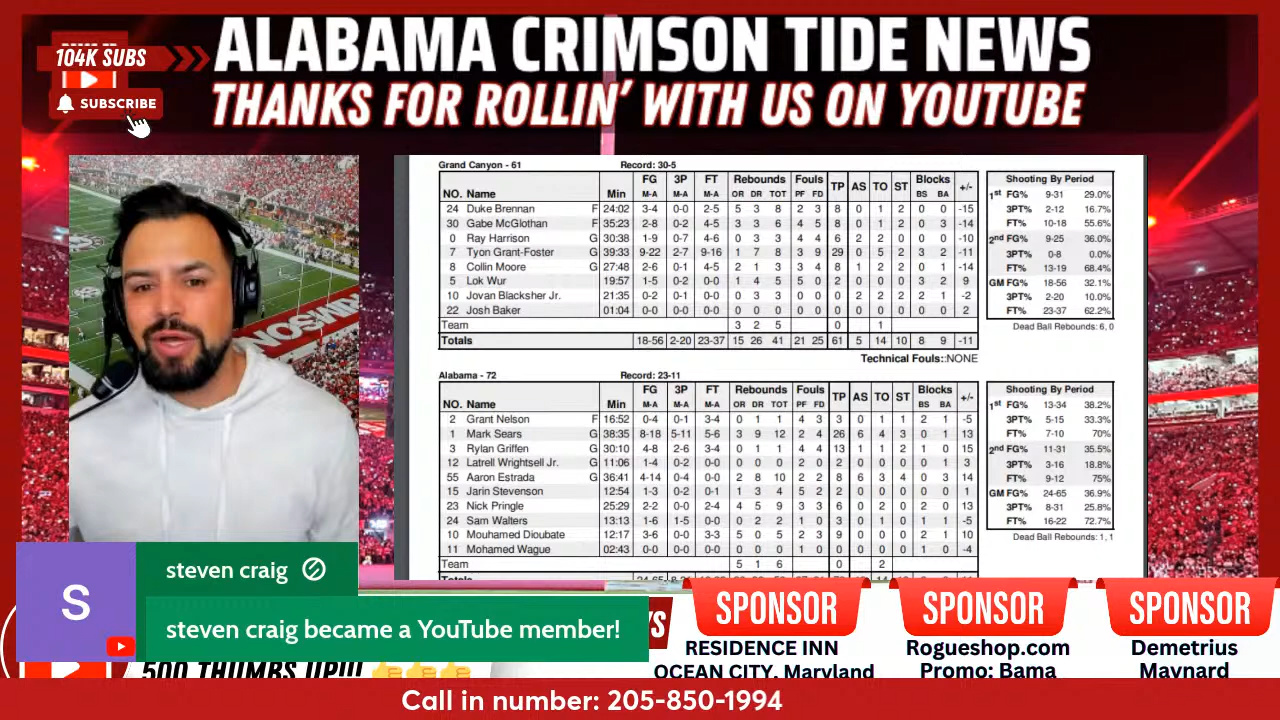 ALABAMA CRIMSON TIDE NEWS
THANKS FOR ROLLIN' WITH US ON YOUTUBE
104K SUBS
SUBSCRIBE
Grand Canyon - 61 Record: 30-5
FG 3P FT Rebounds Fouls TP AS TO ST Blocks +/-
NO. Name Min M-A M-A M-A OR DR TOT PF FD BS BA
24 Duke Brennan F 24:02 3-4 0-0 2-5 5 3 8 2 3 8 0 1 2 0 0 -15
30 Gabe McGlothan F 35:23 2-8 0-2 4-5 3 3 6 4 5 8 0 1 0 0 3 -14
0 Ray Harrison G 30:38 1-9 0-7 4-6 0 3 3 4 4 6 2 2 0 0 0 -10
7 Tyon Grant-Foster G 39:33 9-22 2-7 9-16 1 7 8 3 9 29 0 5 2 3 2 -11
8 Collin Moore G 27:48 2-6 0-1 4-5 2 1 3 3 4 8 1 2 2 0 1 -14
5 Lok Wur 19:57 1-5 0-2 0-0 1 4 5 5 0 2 0 0 2 3 2 9
10 Jovan Blacksher Jr. 21:35 0-2 0-1 0-0 0 3 3 0 0 0 2 2 2 2 1 -2
22 Josh Baker 01:04 0-0 0-0 0-0 0 0 0 0 0 0 0 0 0 0 0 2
Team 3 2 5 0 1
Totals 18-56 2-20 23-37 15 26 41 21 25 61 5 14 10 8 9 -11
Technical Fouls::NONE
Shooting By Period
1st FG% 9-31 29.0%
3PT% 2-12 16.7%
FT% 10-18 55.6%
2nd FG% 9-25 36.0%
3PT% 0-8 0.0%
FT% 13-19 68.4%
GM FG% 18-56 32.1%
3PT% 2-20 10.0%
FT% 23-37 62.2%
Dead Ball Rebounds: 6, 0
Alabama - 72 Record: 23-11
FG 3P FT Rebounds Fouls TP AS TO ST Blocks +/-
NO. Name Min M-A M-A M-A OR DR TOT PF FD BS BA
2 Grant Nelson F 16:52 0-4 0-1 3-4 0 1 1 4 3 3 0 1 1 2 0 -5
1 Mark Sears G 38:35 8-18 5-11 5-6 3 9 12 2 4 26 6 4 3 0 1 13
3 Rylan Griffen G 30:10 4-8 2-6 3-4 0 1 1 4 4 13 1 1 2 1 0 15
12 Latrell Wrightsell Jr. G 11:06 1-4 0-2 0-0 0 0 0 0 2 2 0 0 0 0 1 3
55 Aaron Estrada G 36:41 4-14 0-4 0-0 2 8 10 2 2 8 6 3 4 0 3 14
15 Jarin Stevenson 12:54 1-3 0-2 0-1 1 3 4 5 2 2 0 0 0 0 0 1
23 Nick Pringle 25:29 2-2 0-0 2-4 4 5 9 3 3 6 0 2 0 2 0 13
24 Sam Walters 13:13 1-6 1-5 0-0 0 2 2 1 0 3 0 1 0 1 1 -5
10 Mouhamed Dioubate 12:17 3-6 0-0 3-3 5 0 5 2 3 9 0 0 0 2 1 10
11 Mohamed Wague 02:43 0-0 0-0 0-0 0 0 0 1 0 0 0 0 0 1 0 -4
Team 5 1 6 0 2
Shooting By Period
1st FG% 13-34 38.2%
3PT% 5-15 33.3%
FT% 7-10 70%
2nd FG% 11-31 35.5%
3PT% 3-16 18.8%
FT% 9-12 75%
GM FG% 24-65 36.9%
3PT% 8-31 25.8%
FT% 16-22 72.7%
Dead Ball Rebounds: 1, 1
S
steven craig
steven craig became a YouTube member!
500 THUMBS UP!!!
SPONSOR
RESIDENCE INN
OCEAN CITY, Maryland
SPONSOR
Rogueshop.com
Promo: Bama
SPONSOR
Demetrius
Maynard
Call in number: 205-850-1994